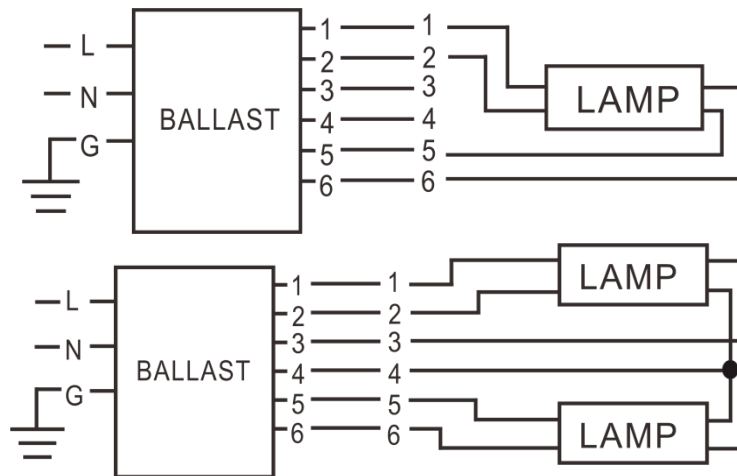 1 1
L 2 2
3 3 LAMP
N BALLAST 4 4
G 5 5
6 6
1 1 LAMP
L 2 2
N 3 3
BALLAST 4 4
G 5 5
6 6 LAMP